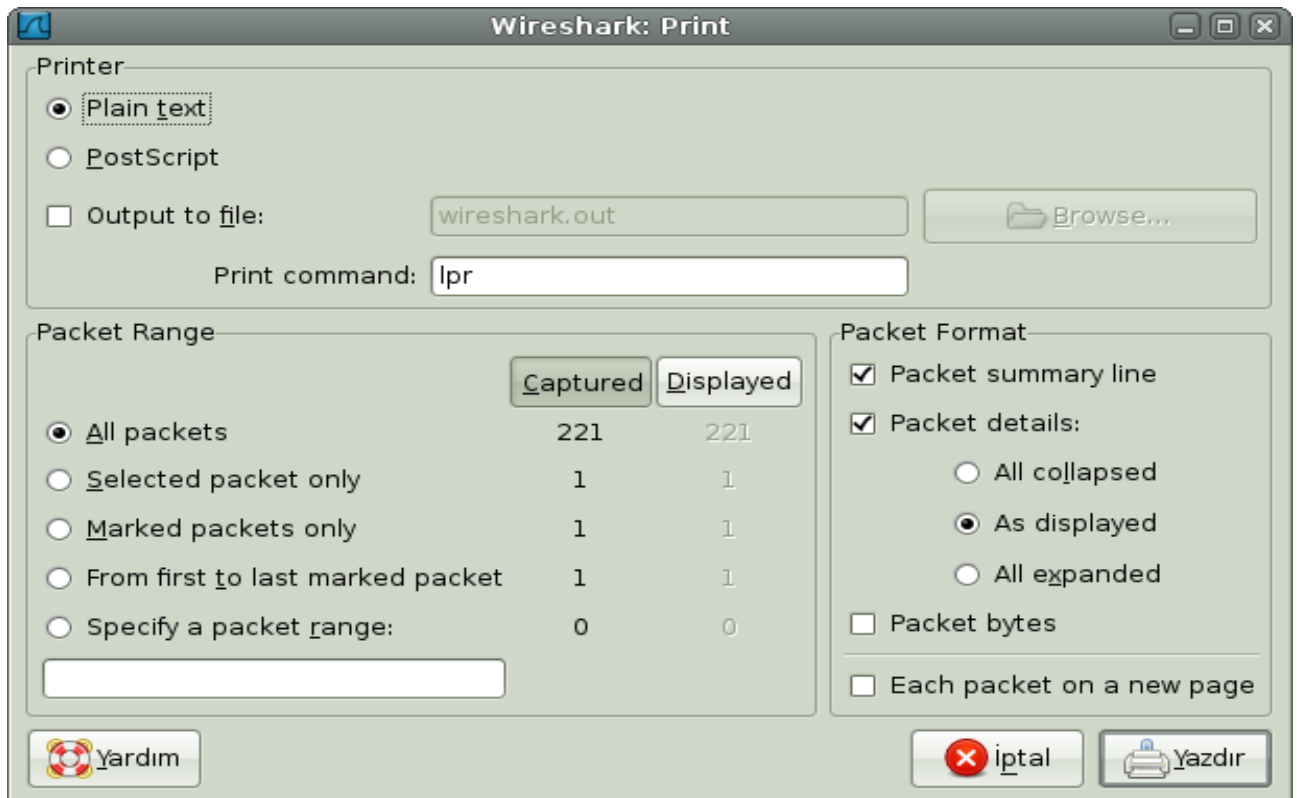 Wireshark: Print
Printer
Plain text
PostScript
Output to file: wireshark.out Browse...
Print command: lpr
Packet Range
Captured Displayed
All packets 221 221
Selected packet only 1 1
Marked packets only 1 1
From first to last marked packet 1 1
Specify a packet range: 0 0
Packet Format
Packet summary line
Packet details:
All collapsed
As displayed
All expanded
Packet bytes
Each packet on a new page
Yardım İptal Yazdır